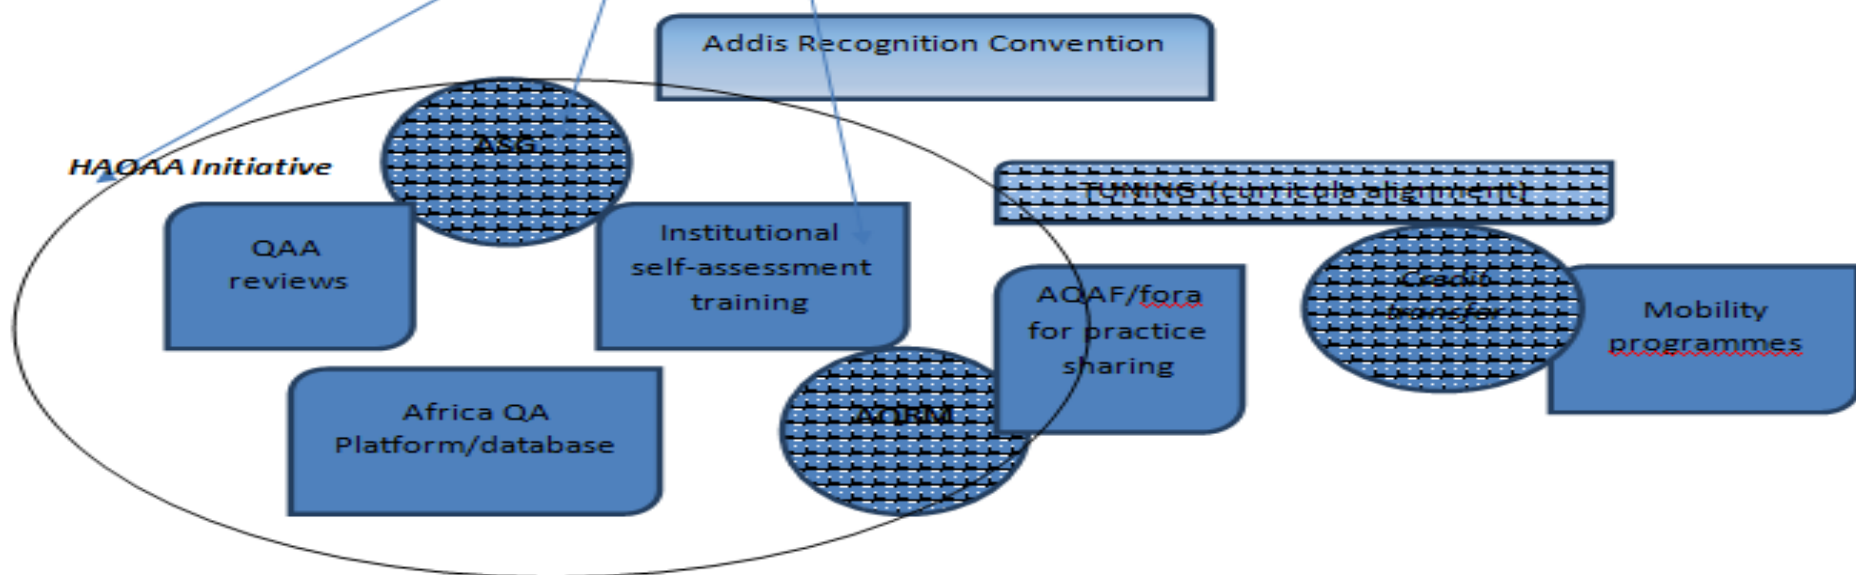 Addis Recognition Convention
ASG
HAQAA Initiative
TUNING (curricula alignment)
QAA
reviews
Institutional
self-assessment
training
AQAF/fora
for practice
sharing
Credit
transfer
Mobility
programmes
Africa QA
Platform/database
AQRM